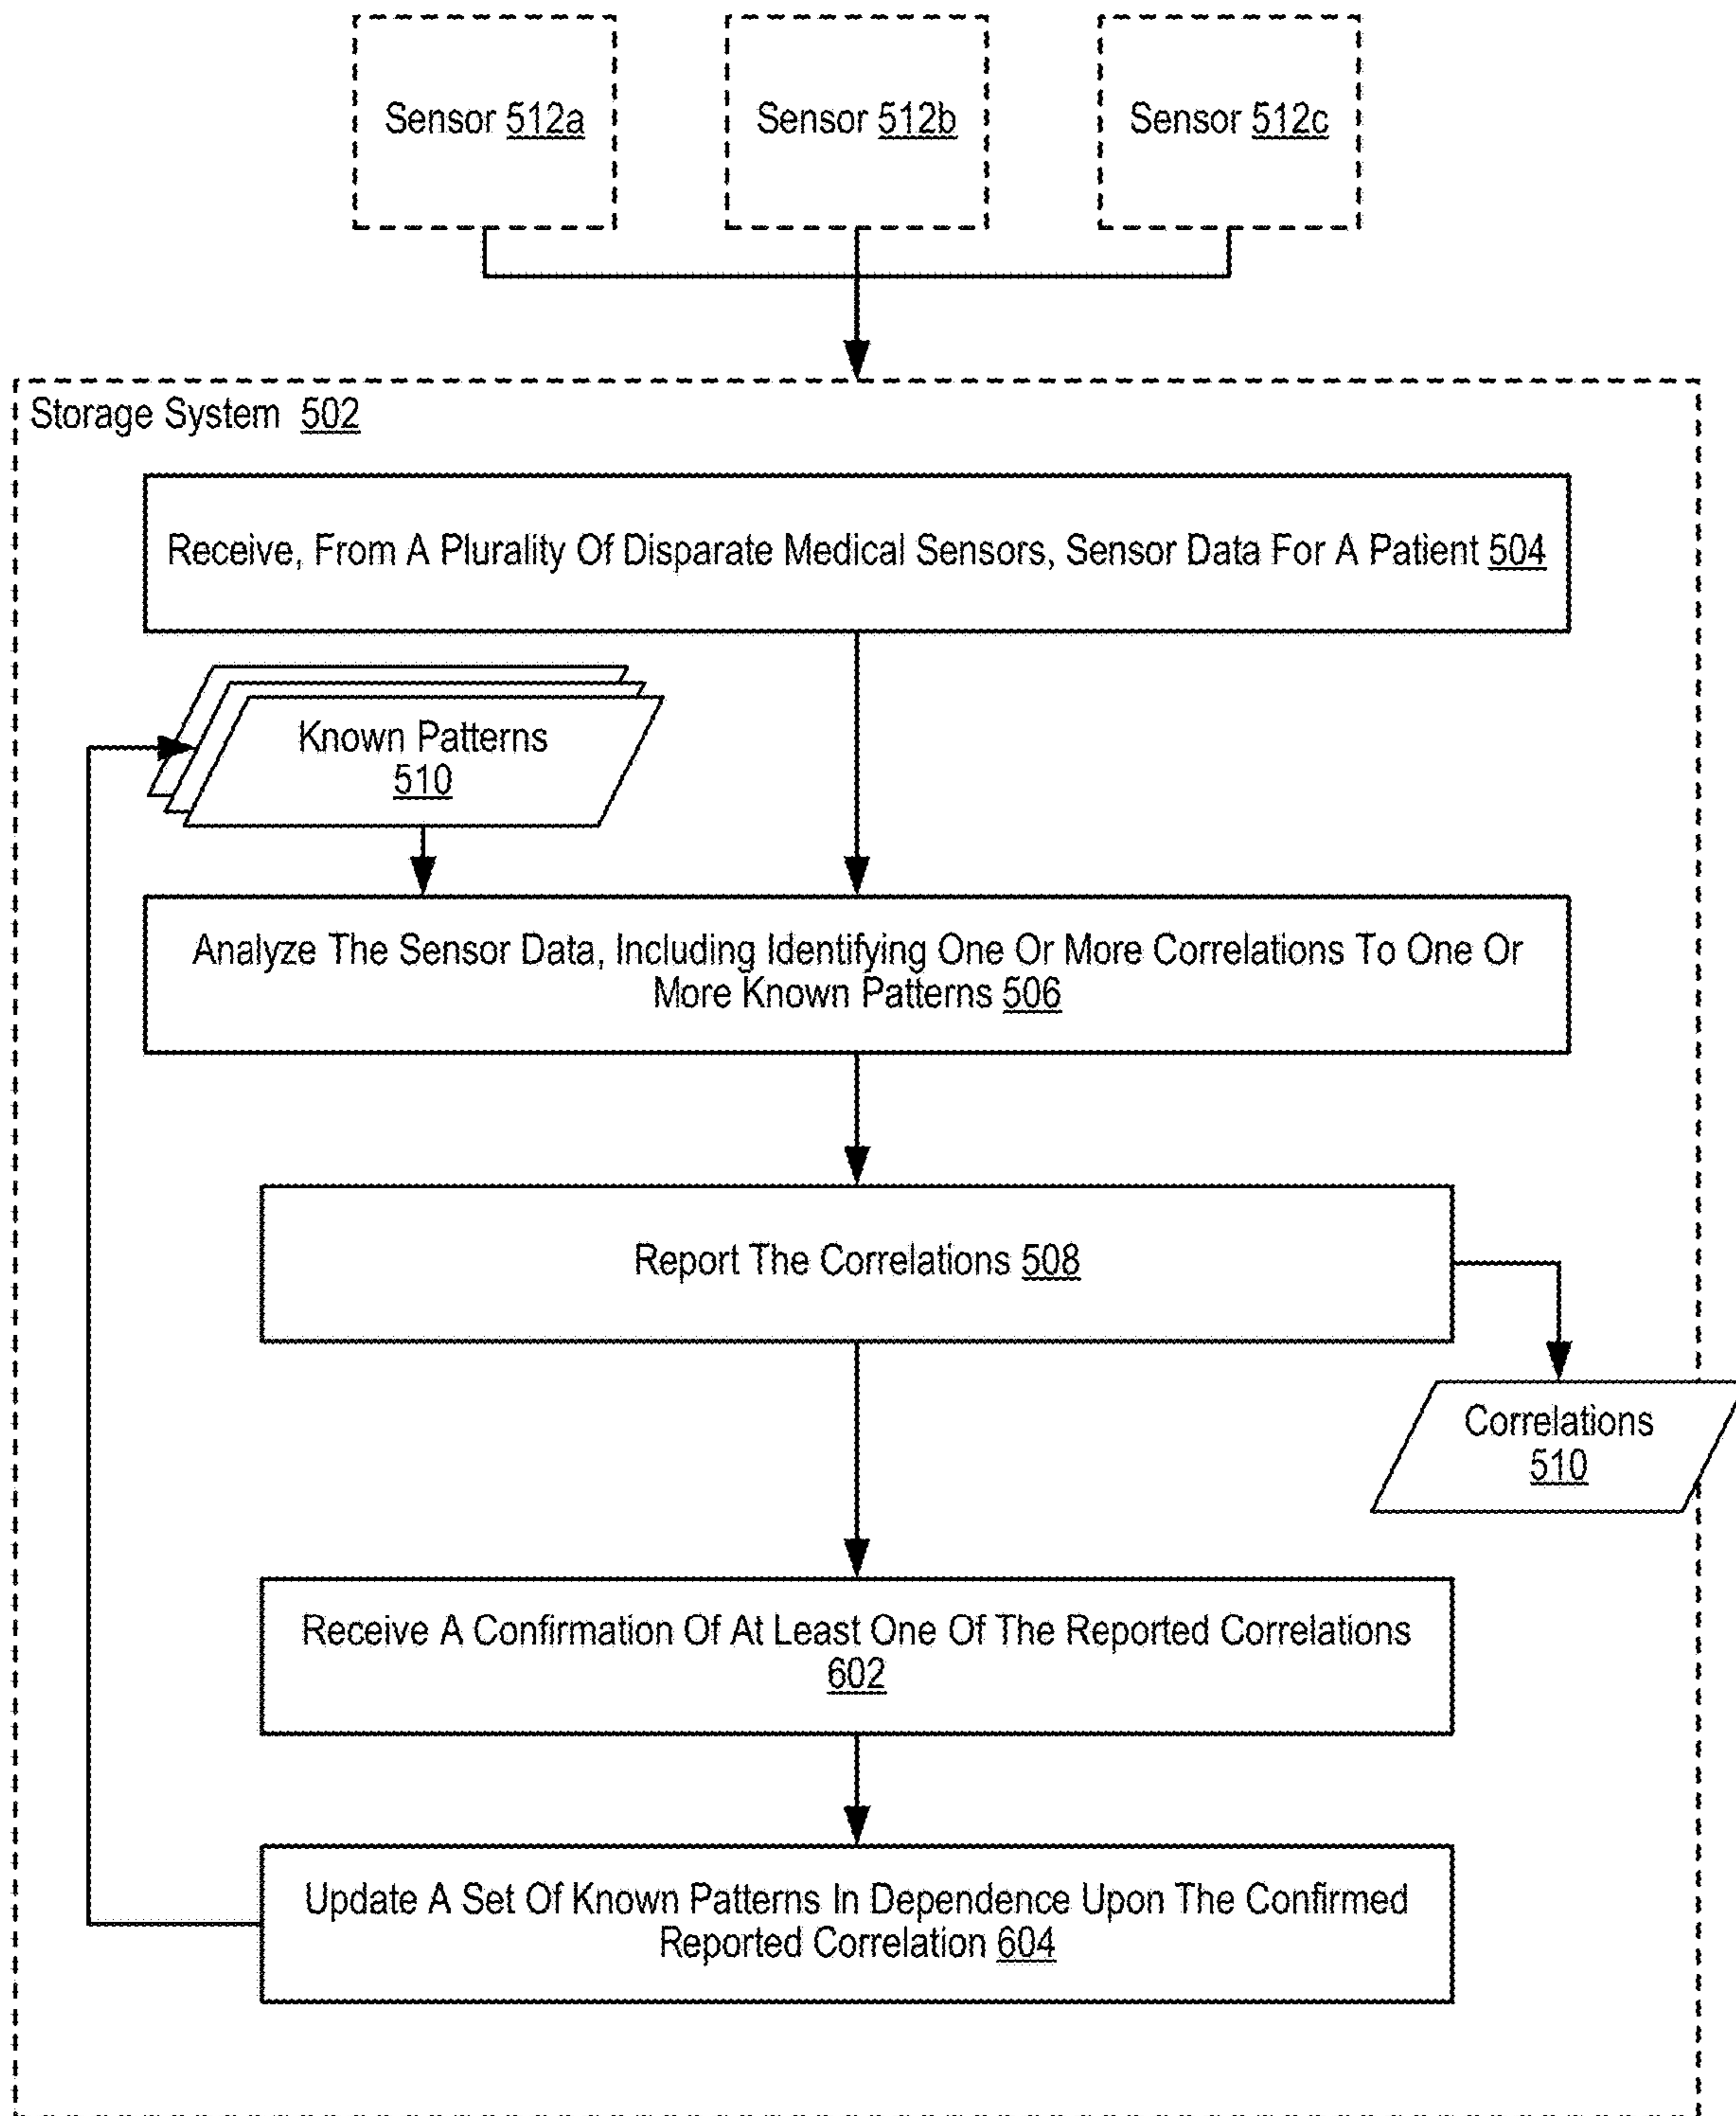 Sensor 512a
Sensor 512b
Sensor 512c
Storage System 502
Receive, From A Plurality Of Disparate Medical Sensors, Sensor Data For A Patient 504
Known Patterns
510
Analyze The Sensor Data, Including Identifying One Or More Correlations To One Or
More Known Patterns 506
Report The Correlations 508
Correlations
510
Receive A Confirmation Of At Least One Of The Reported Correlations
602
Update A Set Of Known Patterns In Dependence Upon The Confirmed
Reported Correlation 604